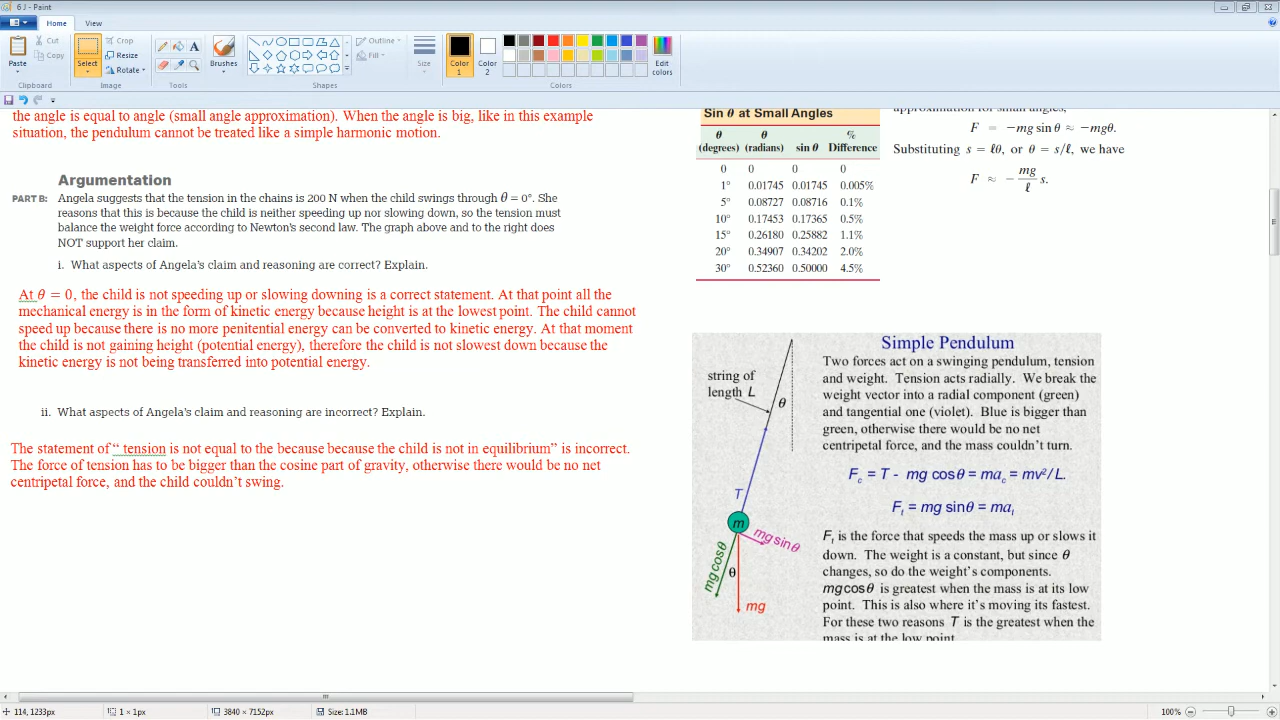 6 J - Paint
Home View
Paste
Cut
Copy
Clipboard
Select
Crop
Resize
Rotate
Image
A
Tools
Brushes
Outline
Fill
Shapes
Size
Color 1
Color 2
Edit colors
Colors
the angle is equal to angle (small angle approximation). When the angle is big, like in this example
situation, the pendulum cannot be treated like a simple harmonic motion.
Argumentation
PART B: Angela suggests that the tension in the chains is 200 N when the child swings through θ = 0°. She
reasons that this is because the child is neither speeding up nor slowing down, so the tension must
balance the weight force according to Newton's second law. The graph above and to the right does
NOT support her claim.
i. What aspects of Angela's claim and reasoning are correct? Explain.
At θ = 0, the child is not speeding up or slowing downing is a correct statement. At that point all the
mechanical energy is in the form of kinetic energy because height is at the lowest point. The child cannot
speed up because there is no more penitential energy can be converted to kinetic energy. At that moment
the child is not gaining height (potential energy), therefore the child is not slowest down because the
kinetic energy is not being transferred into potential energy.
ii. What aspects of Angela's claim and reasoning are incorrect? Explain.
The statement of “ tension is not equal to the because because the child is not in equilibrium” is incorrect.
The force of tension has to be bigger than the cosine part of gravity, otherwise there would be no net
centripetal force, and the child couldn't swing.
Sin θ at Small Angles
θ (degrees) θ (radians) sin θ % Difference
0 0 0 0
1° 0.01745 0.01745 0.005%
5° 0.08727 0.08716 0.1%
10° 0.17453 0.17365 0.5%
15° 0.26180 0.25882 1.1%
20° 0.34907 0.34202 2.0%
30° 0.52360 0.50000 4.5%
approximation for small angles,
F = −mg sin θ ≈ −mgθ.
Substituting s = ℓθ, or θ = s/ℓ, we have
F ≈ − mg/ℓ s.
Simple Pendulum
string of
length L
θ
T
m
mg sinθ
mg cosθ
θ
mg
Two forces act on a swinging pendulum, tension
and weight. Tension acts radially. We break the
weight vector into a radial component (green)
and tangential one (violet). Blue is bigger than
green, otherwise there would be no net
centripetal force, and the mass couldn't turn.
Fc = T - mg cosθ = mac = mv²/ L.
Ft = mg sinθ = mat
Ft is the force that speeds the mass up or slows it
down. The weight is a constant, but since θ
changes, so do the weight's components.
mgcosθ is greatest when the mass is at its low
point. This is also where it's moving its fastest.
For these two reasons T is the greatest when the
mass is at the low point.
114, 1233px
1 × 1px
3840 × 7152px
Size: 1.1MB
100%